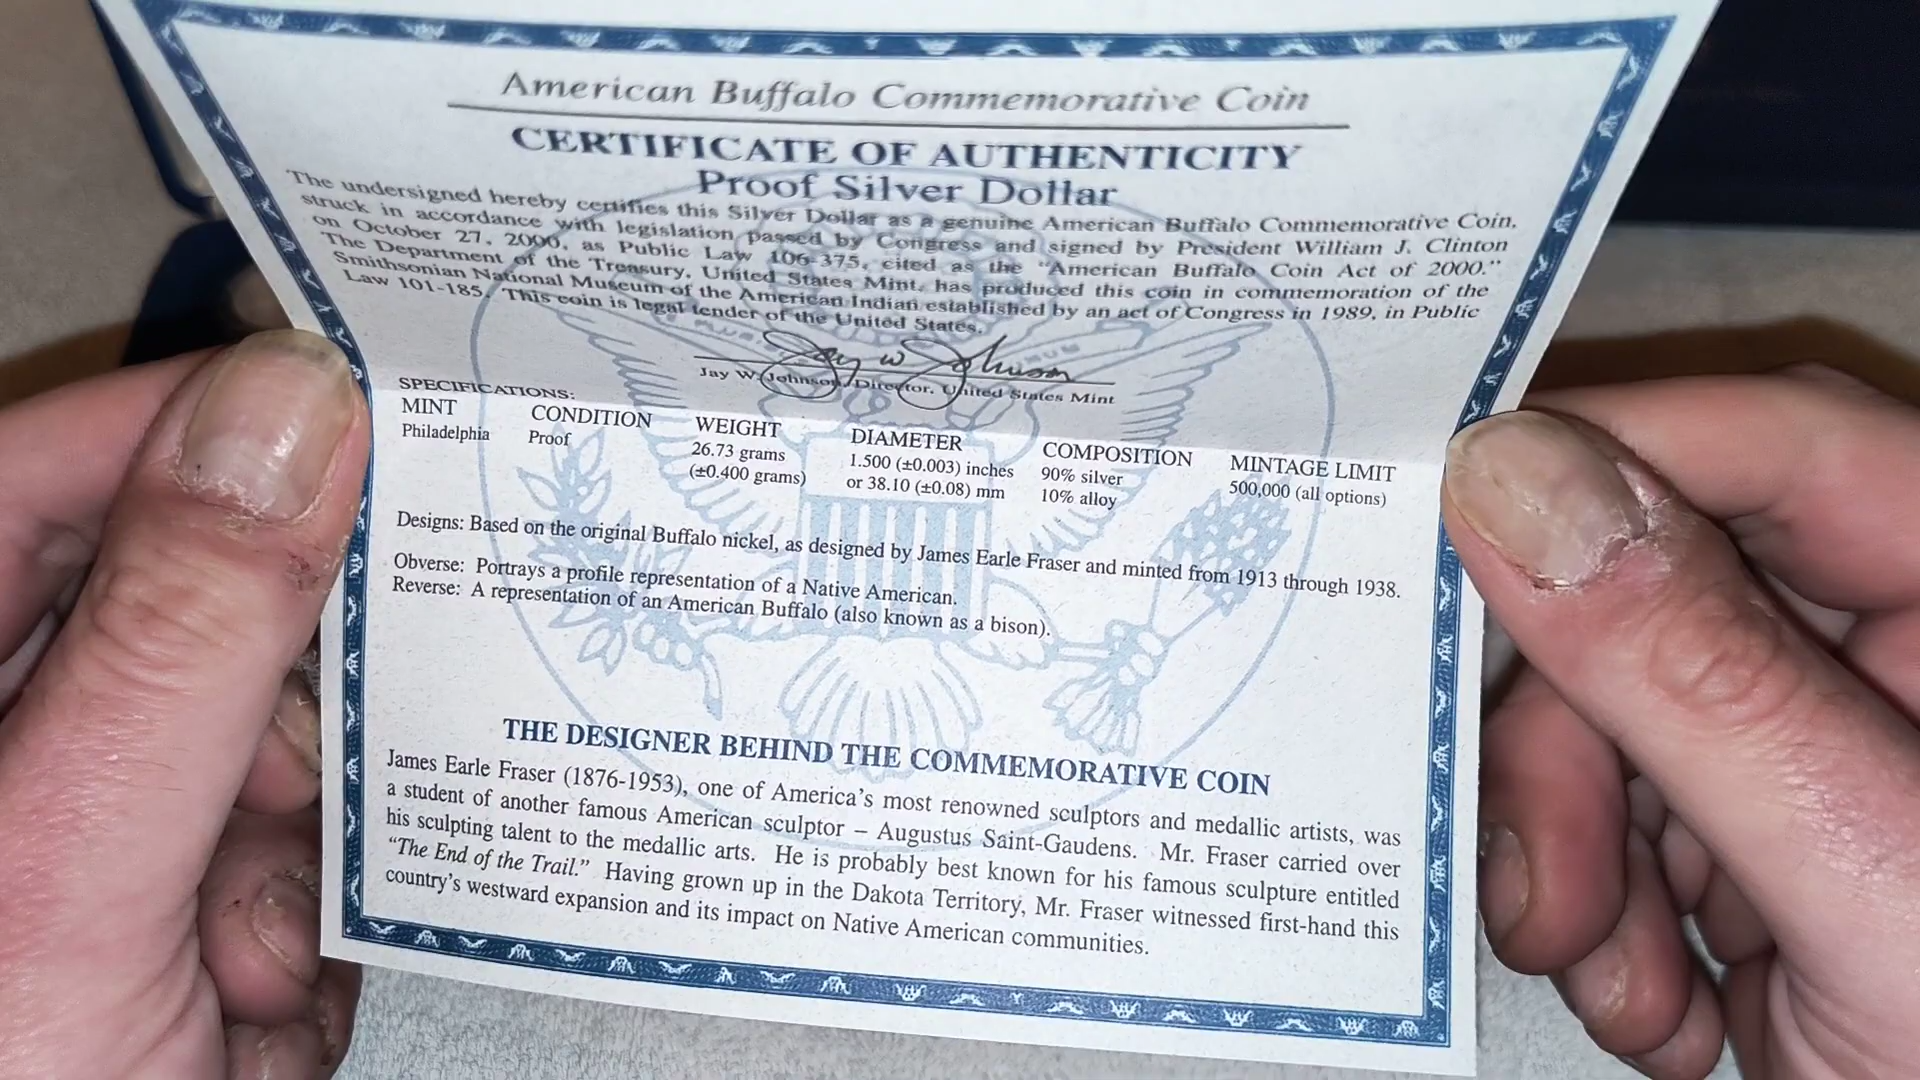 American Buffalo Commemorative Coin
CERTIFICATE OF AUTHENTICITY
Proof Silver Dollar
The undersigned hereby certifies this Silver Dollar as a genuine American Buffalo Commemorative Coin,
struck in accordance with legislation passed by Congress and signed by President William J. Clinton
on October 27, 2000, as Public Law 106-375, cited as the "American Buffalo Coin Act of 2000."
The Department of the Treasury, United States Mint, has produced this coin in commemoration of the
Smithsonian National Museum of the American Indian established by an act of Congress in 1989, in Public
Law 101-185. This coin is legal tender of the United States.
Jay W Johnson
Jay W. Johnson, Director, United States Mint
SPECIFICATIONS:
MINT CONDITION WEIGHT DIAMETER COMPOSITION MINTAGE LIMIT
Philadelphia Proof 26.73 grams 1.500 (±0.003) inches 90% silver 500,000 (all options)
(±0.400 grams) or 38.10 (±0.08) mm 10% alloy
Designs: Based on the original Buffalo nickel, as designed by James Earle Fraser and minted from 1913 through 1938.
Obverse: Portrays a profile representation of a Native American.
Reverse: A representation of an American Buffalo (also known as a bison).
THE DESIGNER BEHIND THE COMMEMORATIVE COIN
James Earle Fraser (1876-1953), one of America's most renowned sculptors and medallic artists, was
a student of another famous American sculptor – Augustus Saint-Gaudens. Mr. Fraser carried over
his sculpting talent to the medallic arts. He is probably best known for his famous sculpture entitled
"The End of the Trail." Having grown up in the Dakota Territory, Mr. Fraser witnessed first-hand this
country's westward expansion and its impact on Native American communities.